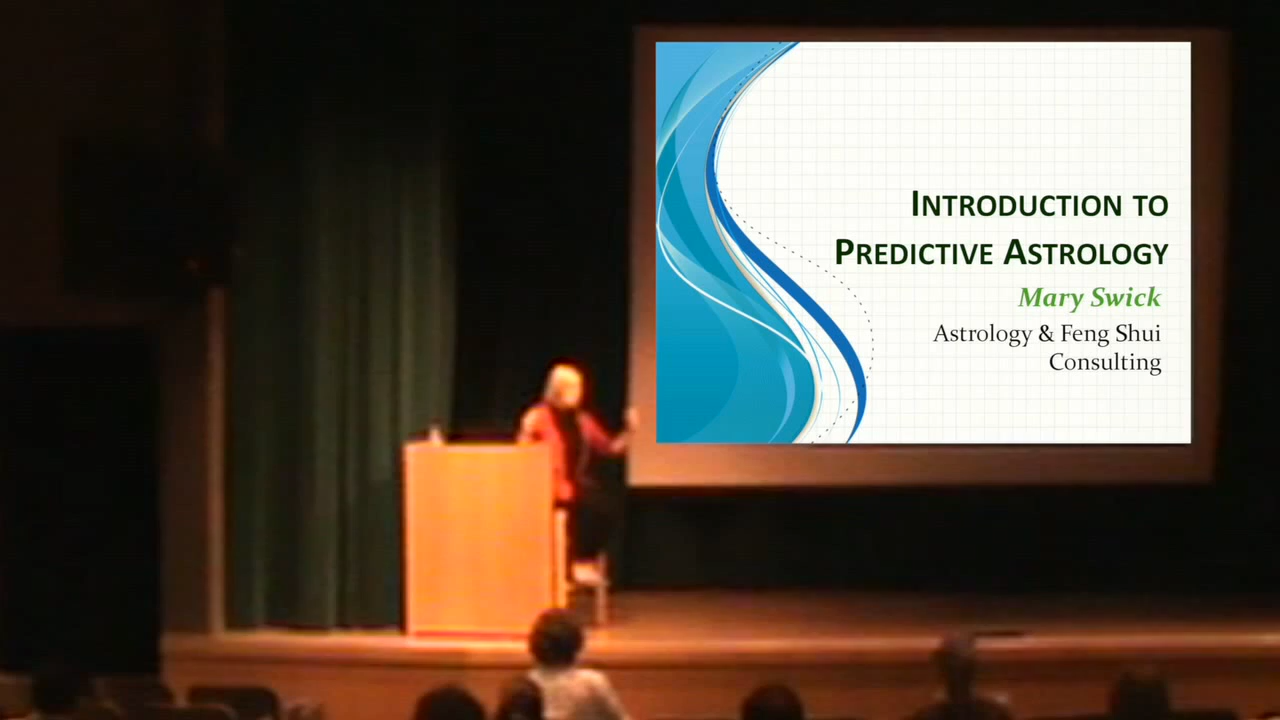 INTRODUCTION TO
PREDICTIVE ASTROLOGY
Mary Swick
Astrology & Feng Shui
Consulting